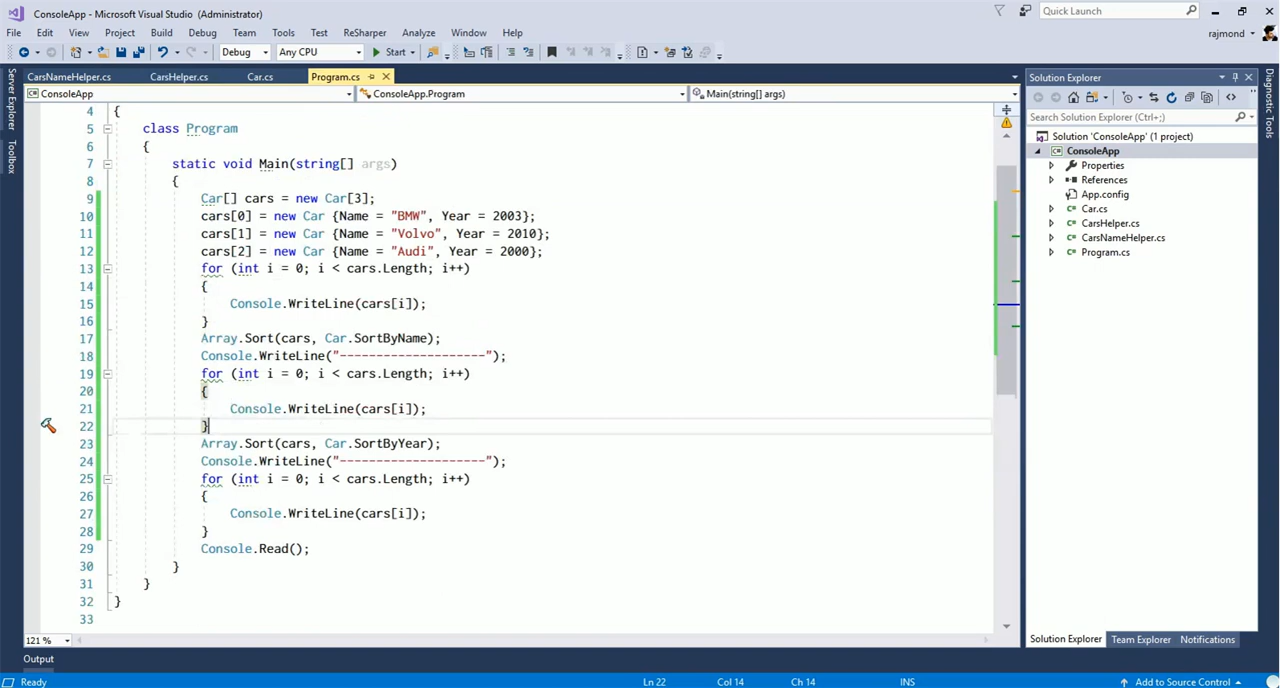 ConsoleApp - Microsoft Visual Studio (Administrator)
Quick Launch
File Edit View Project Build Debug Team Tools Test ReSharper Analyze Window Help
rajmond
Debug Any CPU Start
Server Explorer
Toolbox
CarsNameHelper.cs CarsHelper.cs Car.cs Program.cs
ConsoleApp ConsoleApp.Program Main(string[] args)
4 {
5 class Program
6 {
7 static void Main(string[] args)
8 {
9 Car[] cars = new Car[3];
10 cars[0] = new Car {Name = "BMW", Year = 2003};
11 cars[1] = new Car {Name = "Volvo", Year = 2010};
12 cars[2] = new Car {Name = "Audi", Year = 2000};
13 for (int i = 0; i < cars.Length; i++)
14 {
15 Console.WriteLine(cars[i]);
16 }
17 Array.Sort(cars, Car.SortByName);
18 Console.WriteLine("--------------------");
19 for (int i = 0; i < cars.Length; i++)
20 {
21 Console.WriteLine(cars[i]);
22 }
23 Array.Sort(cars, Car.SortByYear);
24 Console.WriteLine("--------------------");
25 for (int i = 0; i < cars.Length; i++)
26 {
27 Console.WriteLine(cars[i]);
28 }
29 Console.Read();
30 }
31 }
32 }
33
121 %
Solution Explorer
Search Solution Explorer (Ctrl+;)
Solution 'ConsoleApp' (1 project)
ConsoleApp
Properties
References
App.config
Car.cs
CarsHelper.cs
CarsNameHelper.cs
Program.cs
Solution Explorer Team Explorer Notifications
Diagnostic Tools
Output
Ready Ln 22 Col 14 Ch 14 INS Add to Source Control